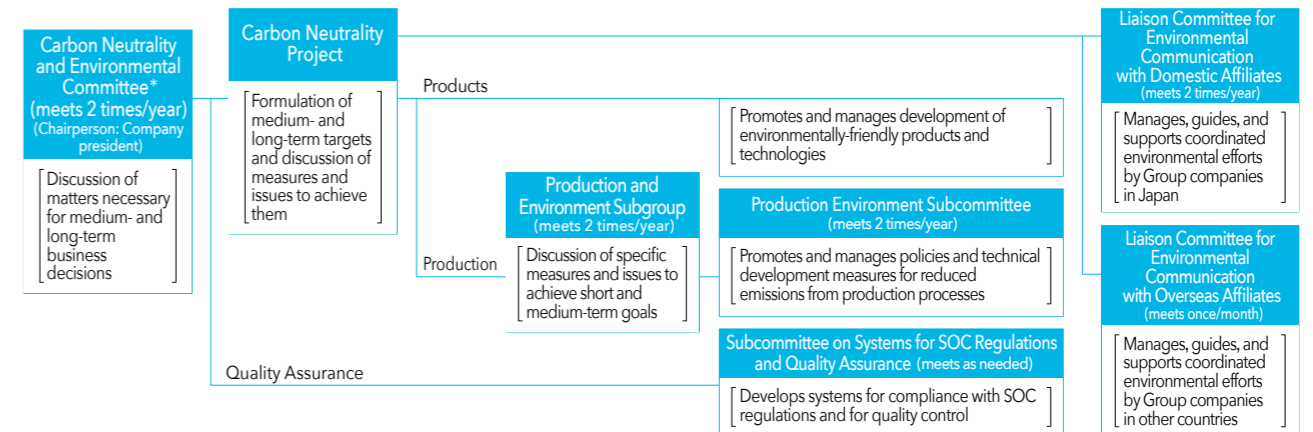 Carbon Neutrality
and Environmental
Committee*
(meets 2 times/year)
(Chairperson: Company
president)
Discussion of
matters necessary
for medium- and
long-term
business
decisions
Carbon Neutrality
Project
Formulation of
medium- and
long-term targets
and discussion of
measures and
issues to achieve
them
Products
Promotes and manages development of
environmentally-friendly products and
technologies
Production
Production and
Environment Subgroup
(meets 2 times/year)
Discussion of specific
measures and issues to
achieve short and
medium-term goals
Production Environment Subcommittee
(meets 2 times/year)
Promotes and manages policies and technical
development measures for reduced
emissions from production processes
Quality Assurance
Subcommittee on Systems for SOC Regulations
and Quality Assurance (meets as needed)
Develops systems for compliance with SOC
regulations and for quality control
Liaison Committee for
Environmental
Communication
with Domestic Affiliates
(meets 2 times/year)
Manages, guides, and
supports coordinated
environmental efforts
by Group companies
in Japan
Liaison Committee for
Environmental
Communication
with Overseas Affiliates
(meets once/month)
Manages, guides, and
supports coordinated
environmental efforts
by Group companies
in other countries